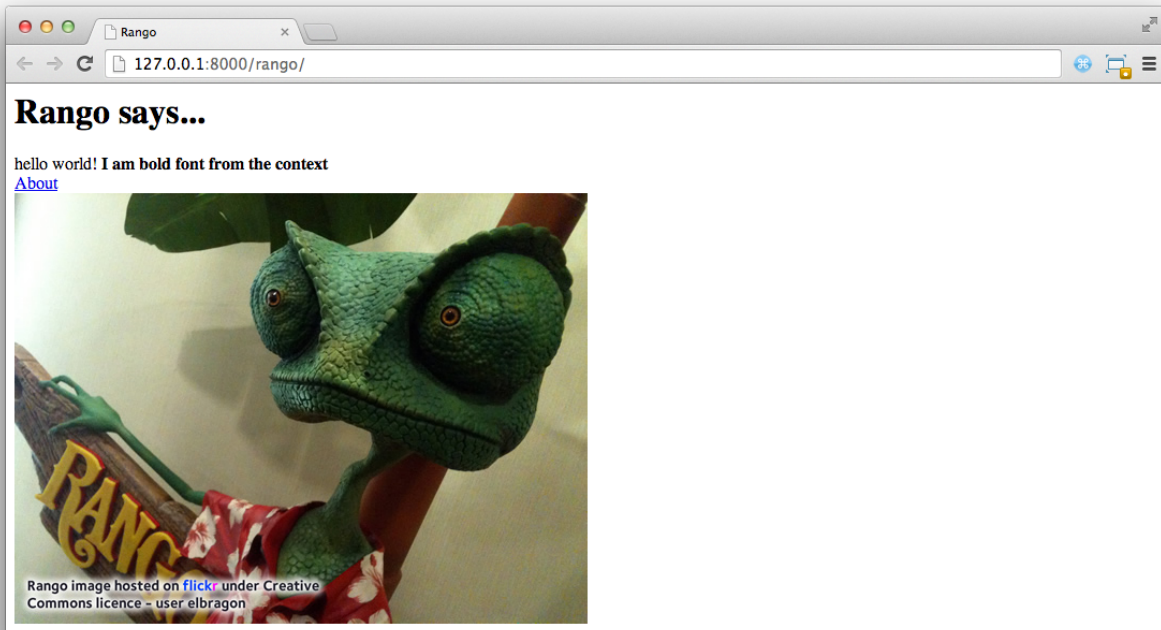 Rango
127.0.0.1:8000/rango/
Rango says...
hello world! I am bold font from the context
About
RANGO
Rango image hosted on flickr under Creative
Commons licence - user elbragon